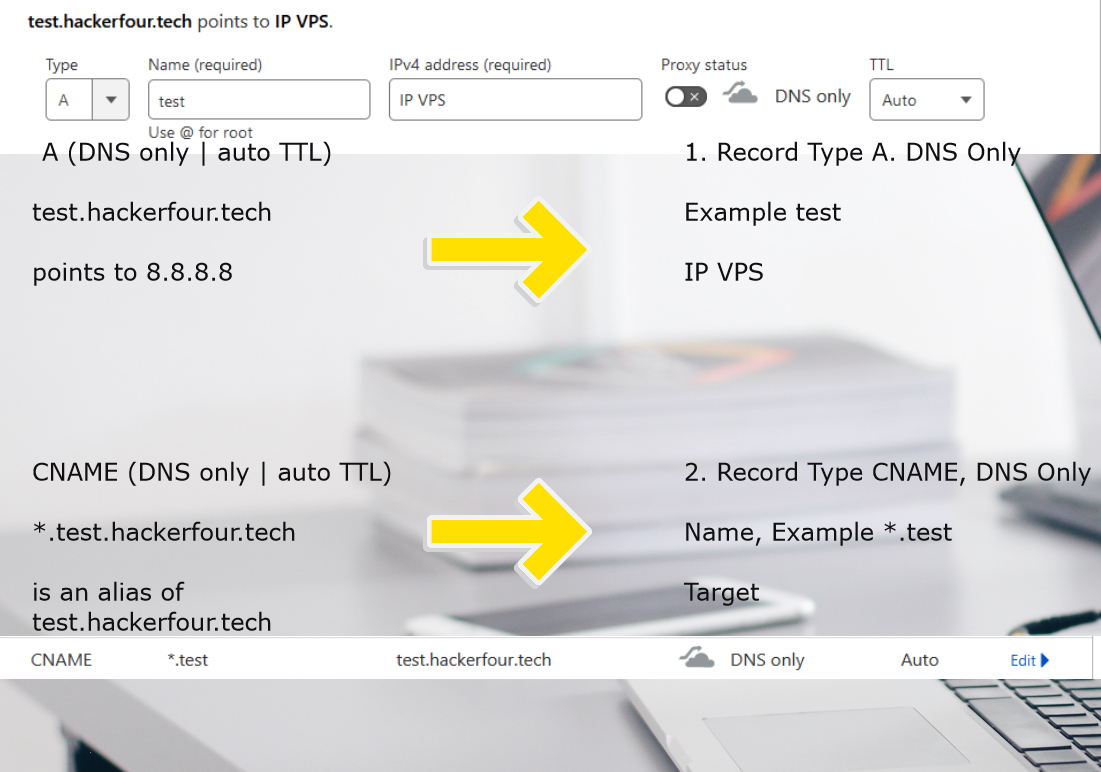 test.hackerfour.tech points to IP VPS.
Type Name (required) IPv4 address (required) Proxy status TTL
A test IP VPS DNS only Auto
Use @ for root
A (DNS only | auto TTL)
1. Record Type A. DNS Only
test.hackerfour.tech
Example test
points to 8.8.8.8
IP VPS
CNAME (DNS only | auto TTL)
2. Record Type CNAME, DNS Only
*.test.hackerfour.tech
Name, Example *.test
is an alias of
Target
test.hackerfour.tech
CNAME *.test test.hackerfour.tech DNS only Auto Edit